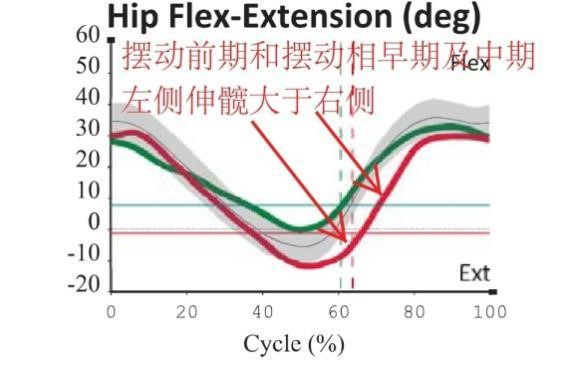 Hip Flex-Extension (deg)
60
摆动前期和摆动相早期及中期
Flex
50
左侧伸髋大于右侧
40
30
20
10
0
-10
Ext
-20
0 20 40 60 80 100
Cycle (%)